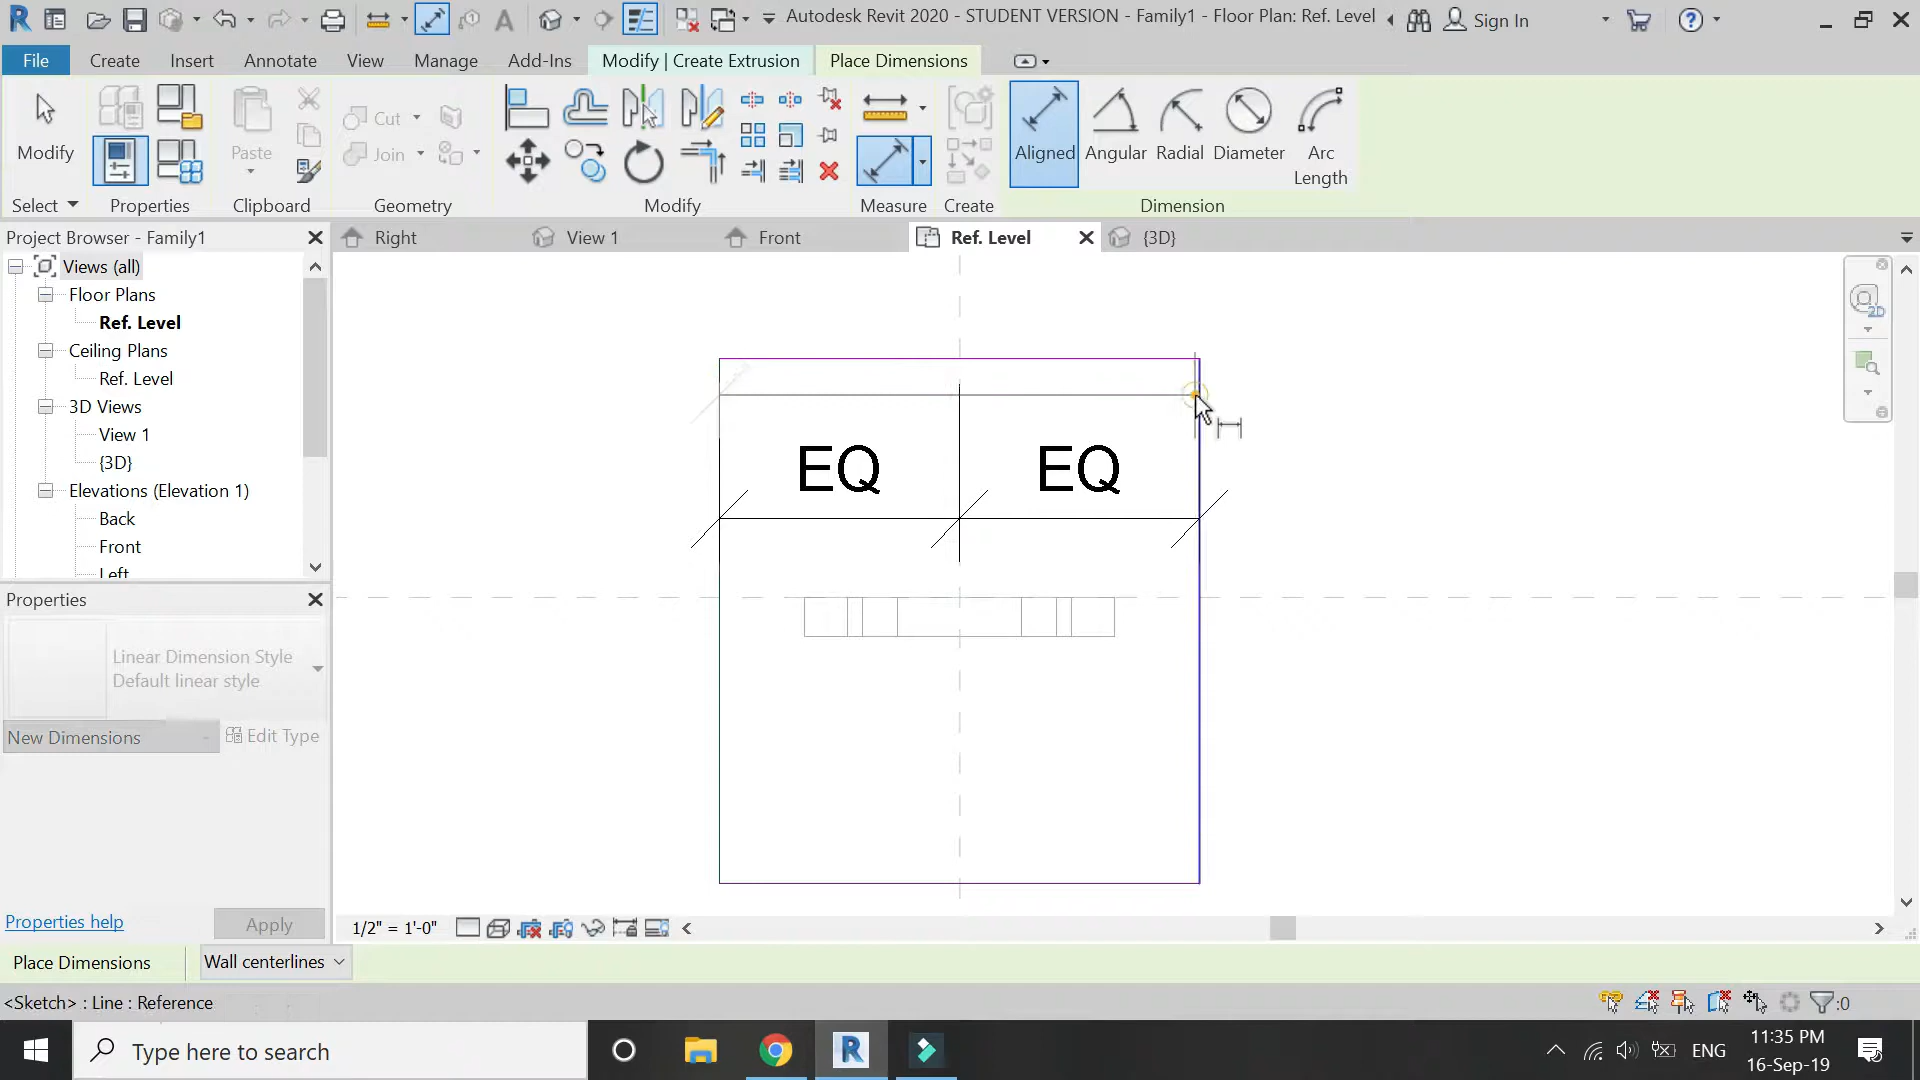 Autodesk Revit 2020 - STUDENT VERSION - Family1 - Floor Plan: Ref. Level
Sign In
File Create Insert Annotate View Manage Add-Ins Modify | Create Extrusion Place Dimensions
Modify
Paste
Cut
Join
Aligned Angular Radial Diameter Arc Length
Select Properties Clipboard Geometry Modify Measure Create Dimension
Project Browser - Family1
Right View 1 Front Ref. Level {3D}
Views (all)
Floor Plans
Ref. Level
Ceiling Plans
Ref. Level
3D Views
View 1
{3D}
Elevations (Elevation 1)
Back
Front
Left
2D
EQ EQ
Properties
Linear Dimension Style
Default linear style
New Dimensions
Edit Type
Properties help
Apply
1/2" = 1'-0"
Place Dimensions
Wall centerlines
<Sketch> : Line : Reference
:0
Type here to search
ENG
11:35 PM
16-Sep-19